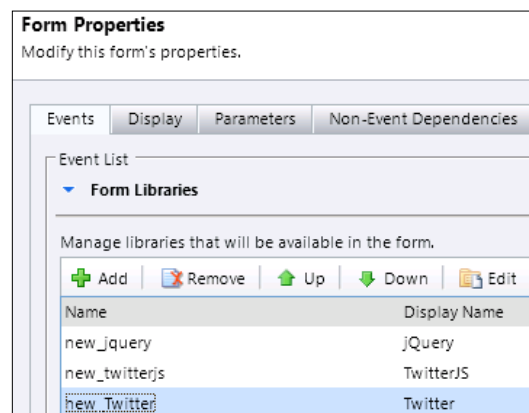 Form Properties
Modify this form's properties.
Events Display Parameters Non-Event Dependencies
Event List
Form Libraries
Manage libraries that will be available in the form.
Add Remove Up Down Edit
Name Display Name
new_jquery jQuery
new_twitterjs TwitterJS
new_Twitter Twitter